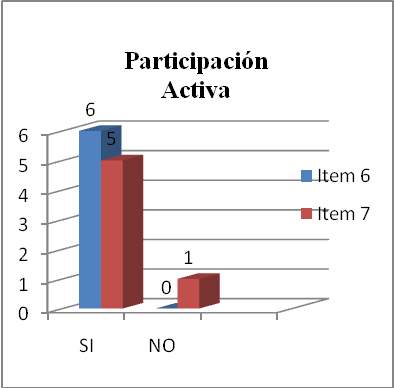 Participación
Activa
6
5
1
0
6
5
4
3
2
1
0
SI NO
Item 6
Item 7